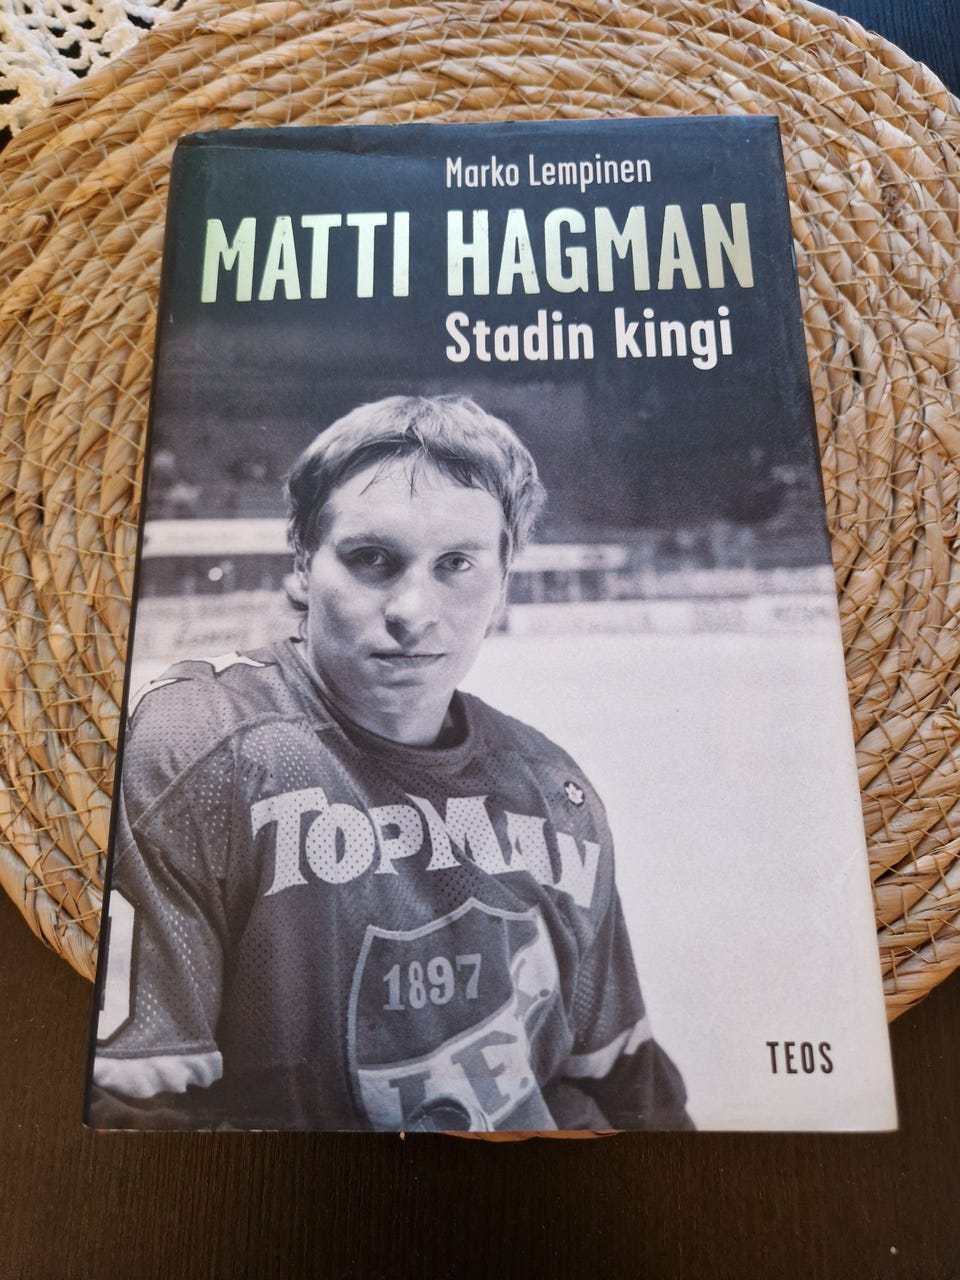 Marko Lempinen
MATTI HAGMAN
Stadin kingi
TOPMAN
1897
I.F.
TEOS